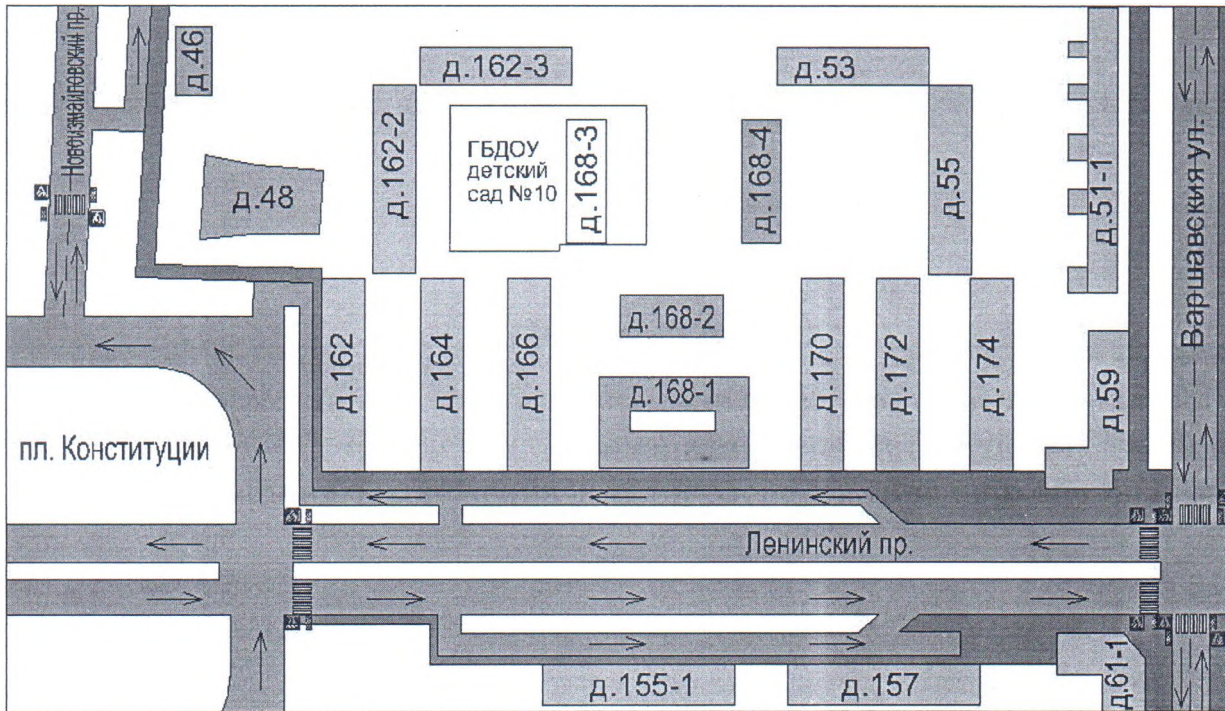 Новоизмайловский пр.
д.46
д.162-3
д.53
д.162-2
ГБДОУ
детский
сад №10
д.168-3
д.168-4
д.55
д.51-1
Варшавския ул.
д.48
д.168-2
д.162
д.164
д.166
д.168-1
д.170
д.172
д.174
д.59
пл. Конституции
Ленинский пр.
д.155-1
д.157
д.61-1